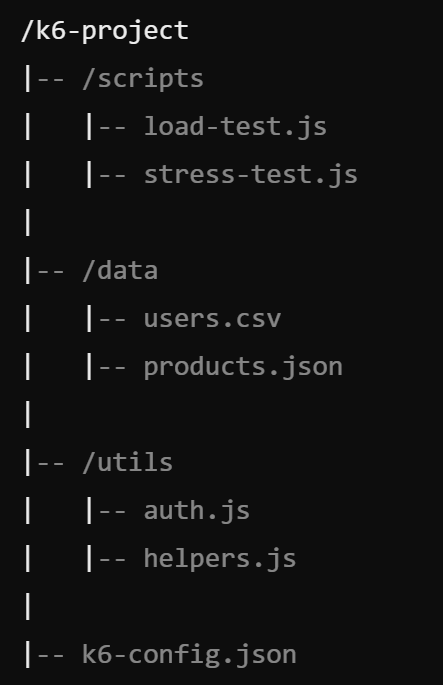 /k6-project
|-- /scripts
|   |-- load-test.js
|   |-- stress-test.js
|
|-- /data
|   |-- users.csv
|   |-- products.json
|
|-- /utils
|   |-- auth.js
|   |-- helpers.js
|
|-- k6-config.json